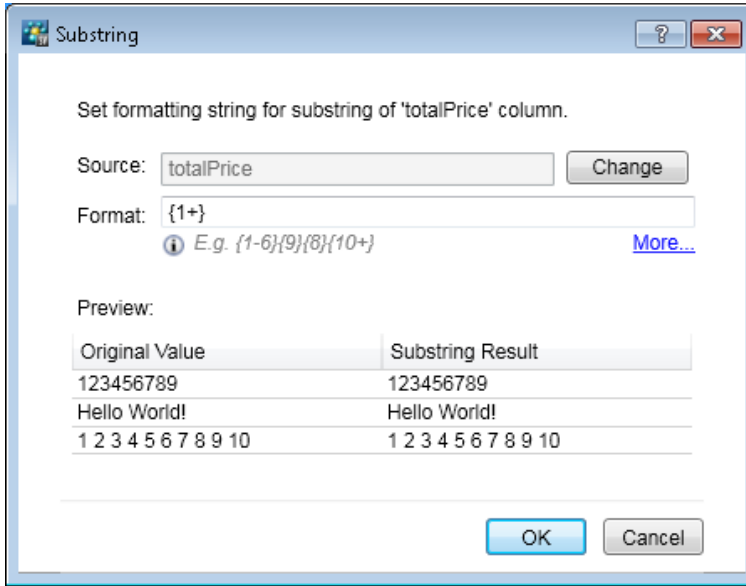 Substring
Set formatting string for substring of 'totalPrice' column.
Source: totalPrice Change
Format: {1+}
E.g. {1-6}{9}{8}{10+} More...
Preview:
Original Value Substring Result
123456789 123456789
Hello World! Hello World!
1 2 3 4 5 6 7 8 9 10 1 2 3 4 5 6 7 8 9 10
OK Cancel